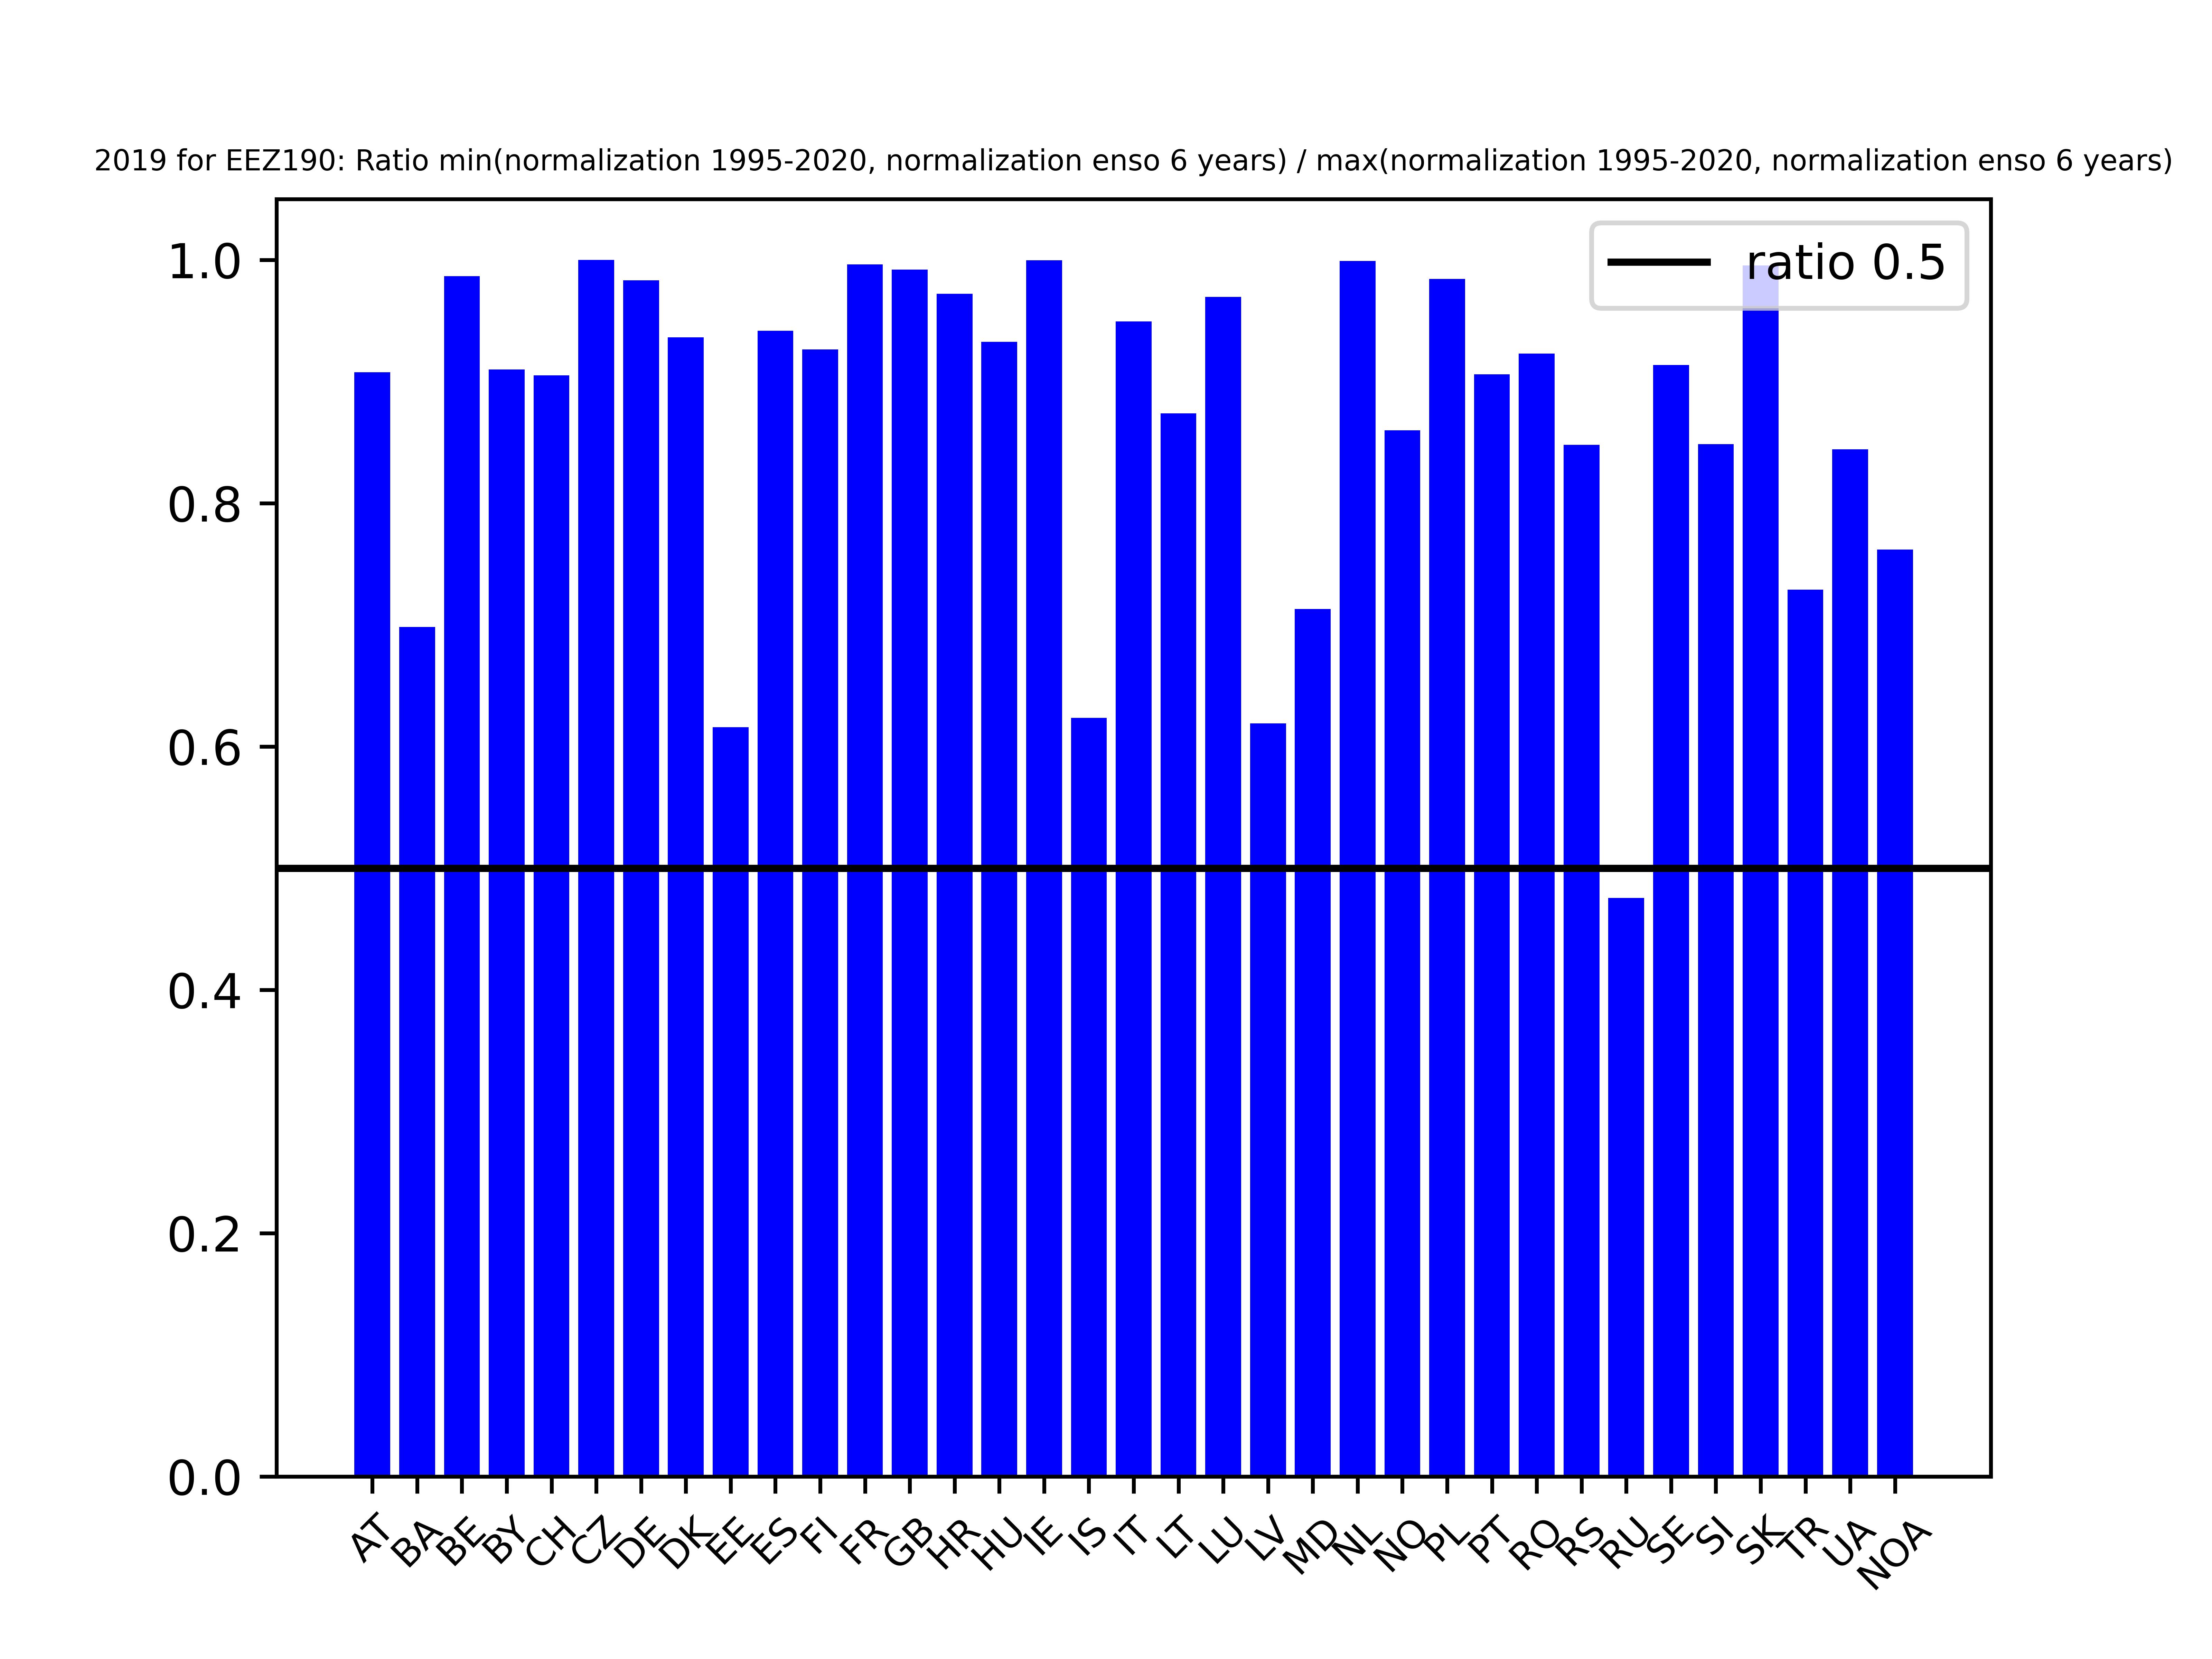 2019 for EEZ190: Ratio min(normalization 1995-2020, normalization enso 6 years) / max(normalization 1995-2020, normalization enso 6 years)
ratio 0.5
1.0
0.8
0.6
0.4
0.2
0.0
AT BA BE BY CH CZ DE DK EE ES FI FR GB HR HU IE IS IT LT LU LV MD NL NO PL PT RO RS RU SE SI SK TR UA NOA